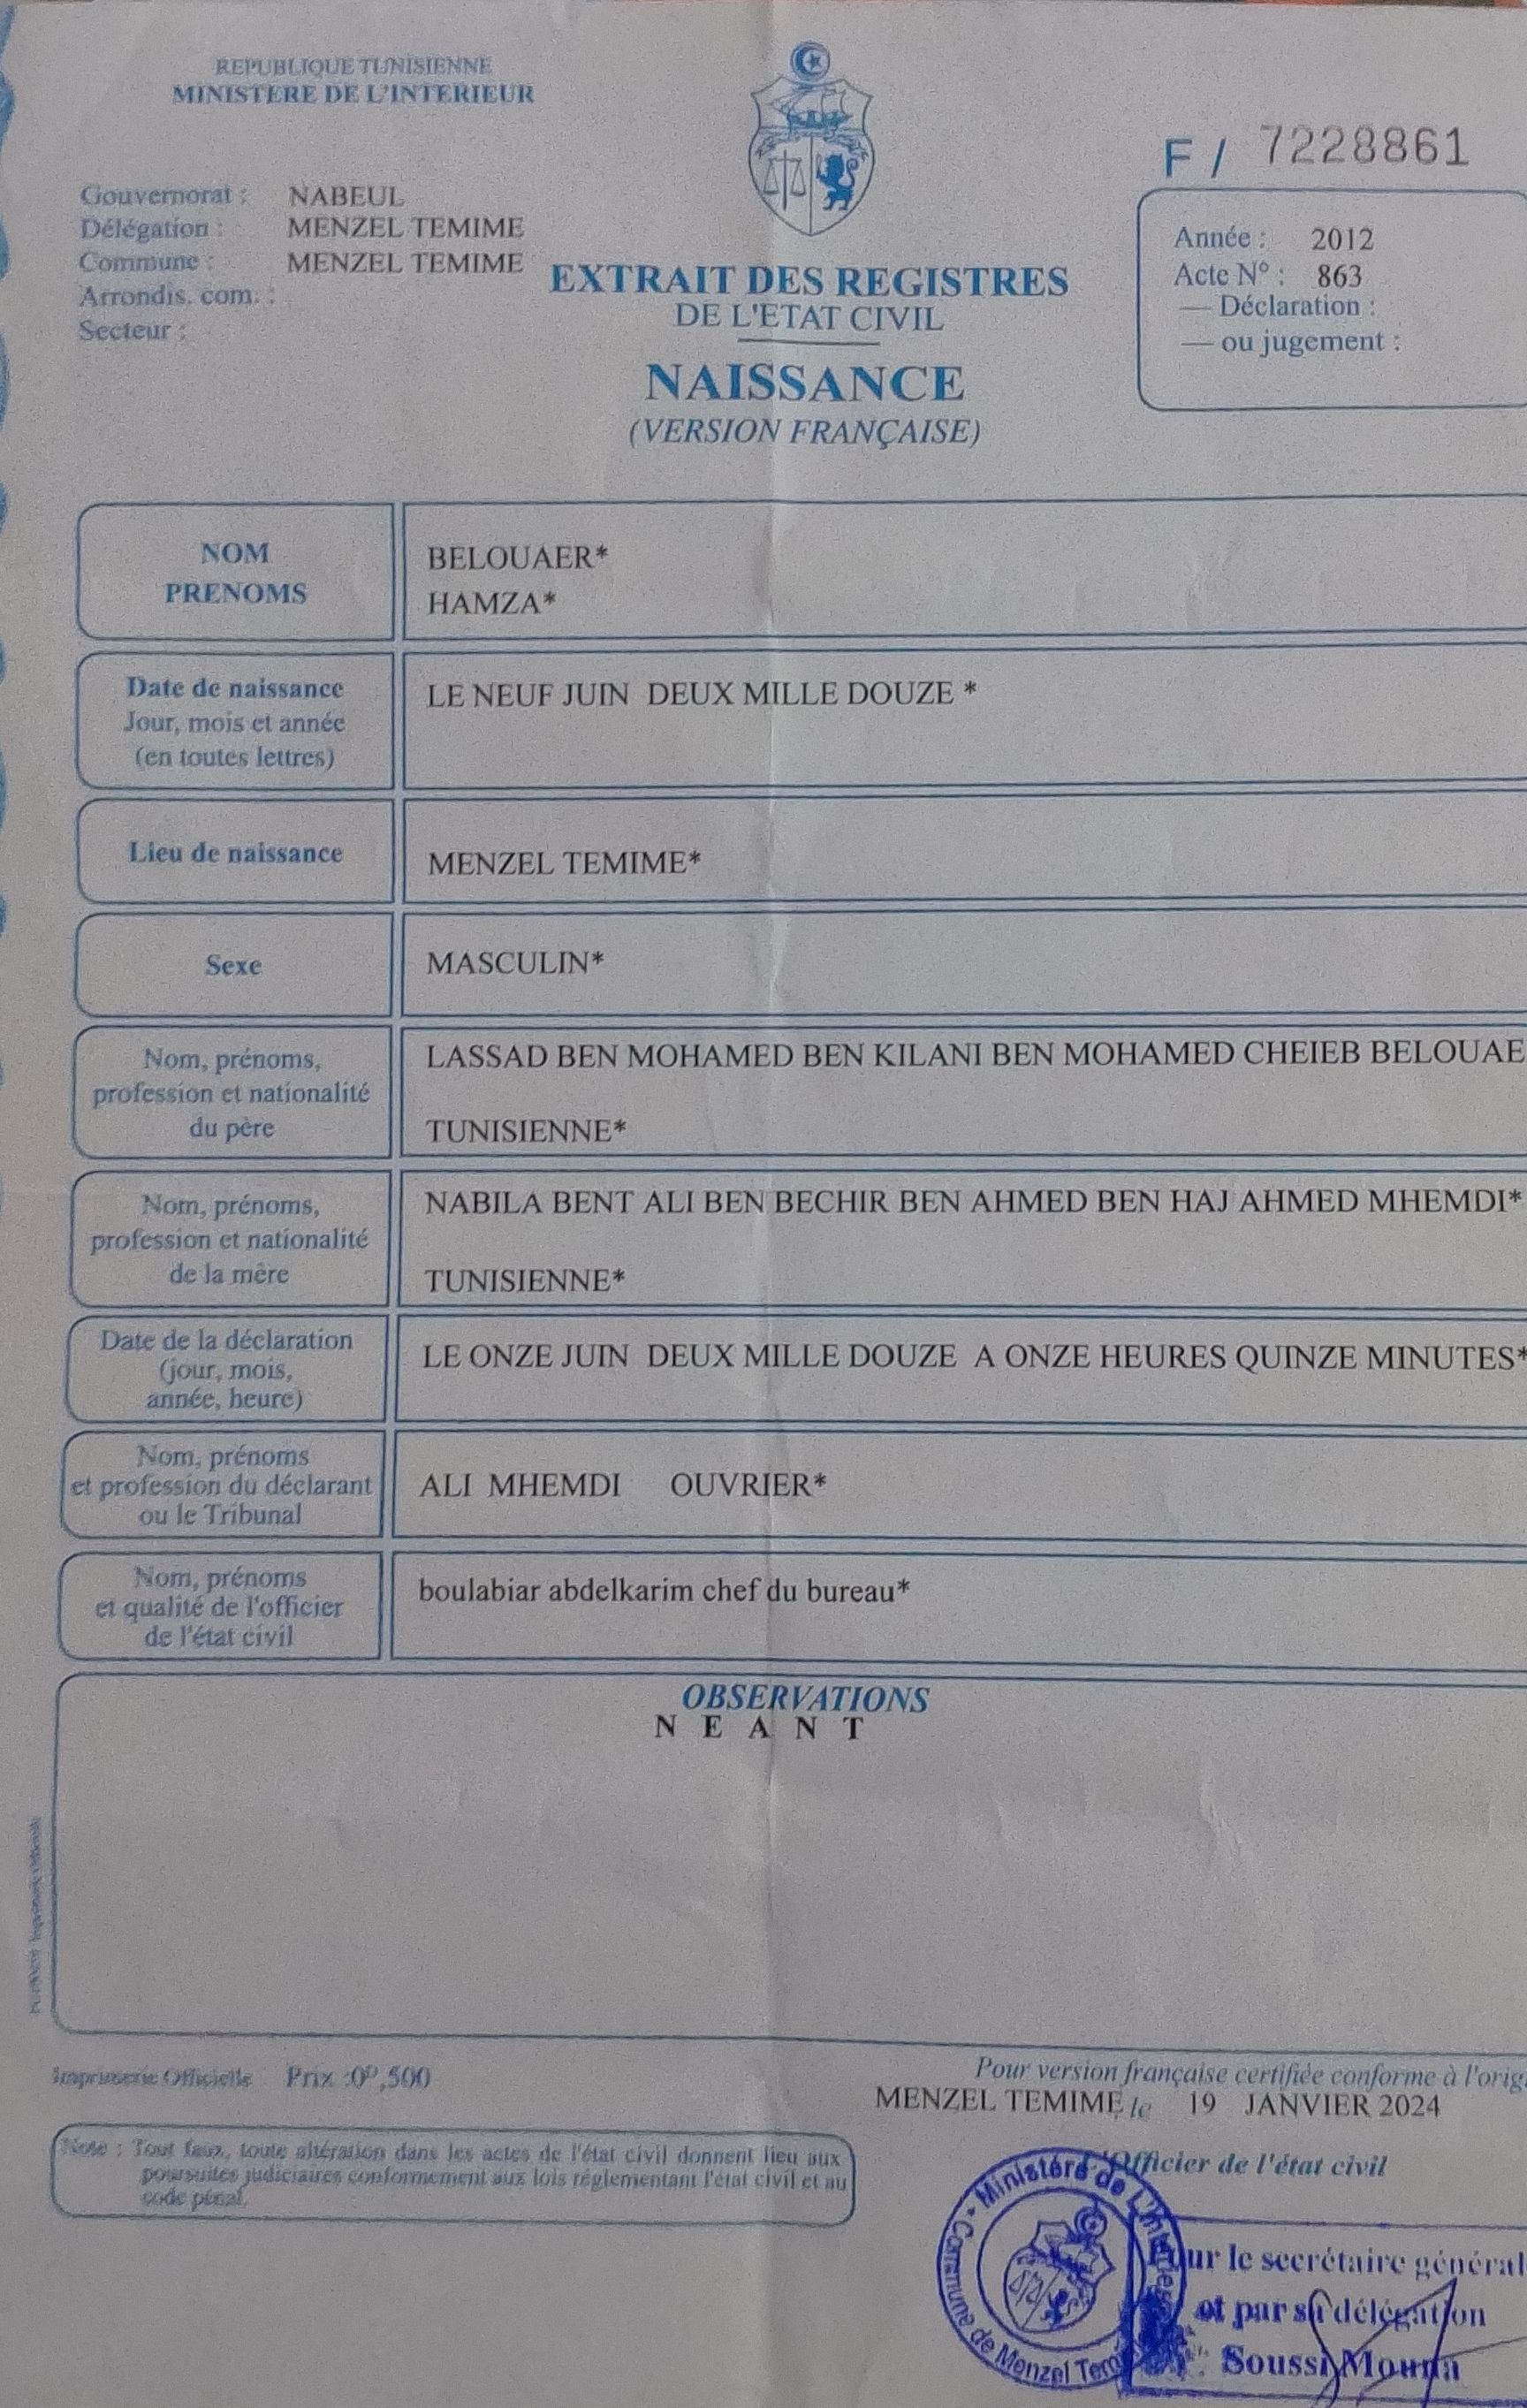 REPUBLIQUE TUNISIENNE
MINISTERE DE L'INTERIEUR
F / 7228861
Gouvernorat : NABEUL
Délégation : MENZEL TEMIME
Commune : MENZEL TEMIME
Arrondis. com. :
Secteur :
EXTRAIT DES REGISTRES
DE L'ETAT CIVIL
NAISSANCE
(VERSION FRANÇAISE)
Année : 2012
Acte N° : 863
— Déclaration :
— ou jugement :
NOM
PRENOMS
BELOUAER*
HAMZA*
Date de naissance
Jour, mois et année
(en toutes lettres)
LE NEUF JUIN DEUX MILLE DOUZE *
Lieu de naissance
MENZEL TEMIME*
Sexe
MASCULIN*
Nom, prénoms,
profession et nationalité
du père
LASSAD BEN MOHAMED BEN KILANI BEN MOHAMED CHEIEB BELOUAE
TUNISIENNE*
Nom, prénoms,
profession et nationalité
de la mère
NABILA BENT ALI BEN BECHIR BEN AHMED BEN HAJ AHMED MHEMDI*
TUNISIENNE*
Date de la déclaration
(jour, mois,
année, heure)
LE ONZE JUIN DEUX MILLE DOUZE A ONZE HEURES QUINZE MINUTES*
Nom, prénoms
et profession du déclarant
ou le Tribunal
ALI MHEMDI OUVRIER*
Nom, prénoms
et qualité de l'officier
de l'état civil
boulabiar abdelkarim chef du bureau*
OBSERVATIONS
N E A N T
Imprimerie Officielle Prix :0ᴰ,500
Pour version française certifiée conforme à l'orig
MENZEL TEMIME, le 19 JANVIER 2024
Note : Tout faux, toute altération dans les actes de l'état civil donnent lieu aux
poursuites judiciaires conformement aux lois réglementant l'état civil et au
code pénal.
L'Officier de l'état civil
Ministère de L'Inté
Commune de Menzel Tem
Pour le secrétaire général
et par sa délégation
Soussi Mouna